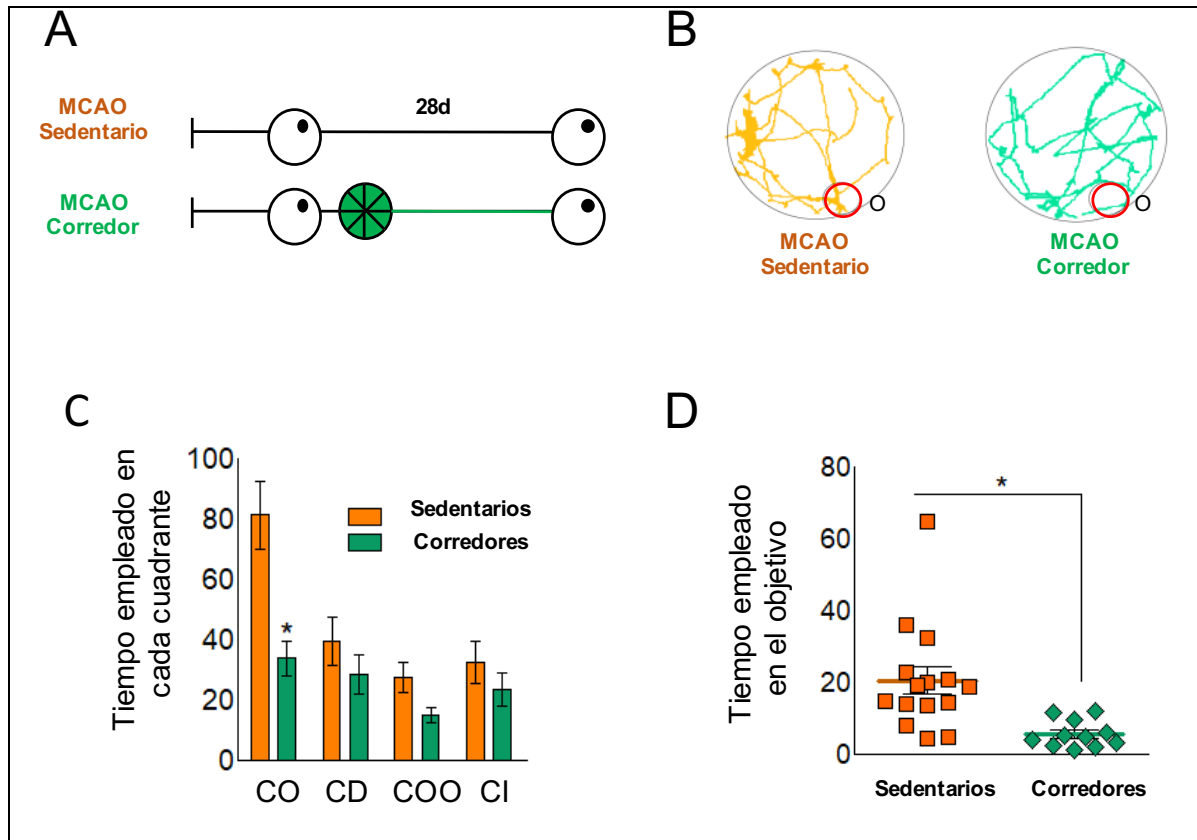 A
MCAO
Sedentario
28d
MCAO
Corredor
B
O
MCAO
Sedentario
O
MCAO
Corredor
C
Tiempo empleado en
cada cuadrante
100
80
60
40
20
0
Sedentarios
Corredores
*
CO CD COO CI
D
Tiempo empleado
en el objetivo
80
60
40
20
0
*
Sedentarios Corredores